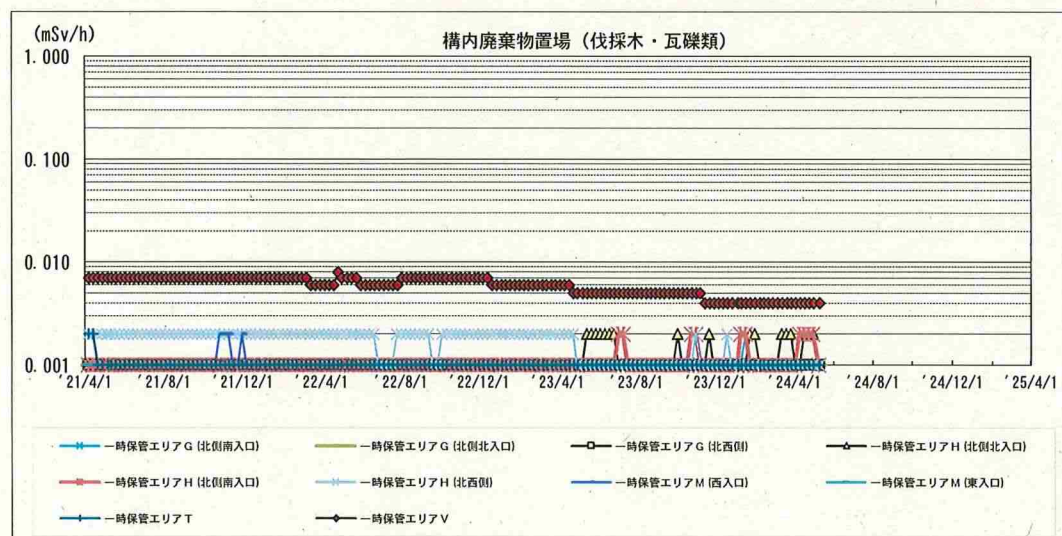 (mSv/h)
構内廃棄物置場（伐採木・瓦礫類）
1.000
0.100
0.010
0.001
'21/4/1 '21/8/1 '21/12/1 '22/4/1 '22/8/1 '22/12/1 '23/4/1 '23/8/1 '23/12/1 '24/4/1 '24/8/1 '24/12/1 '25/4/1
一時保管エリアG（北側南入口） 一時保管エリアG（北側北入口） 一時保管エリアG（北西側） 一時保管エリアH（北側北入口）
一時保管エリアH（北側南入口） 一時保管エリアH（北西側） 一時保管エリアM（西入口） 一時保管エリアM（東入口）
一時保管エリアT 一時保管エリアV